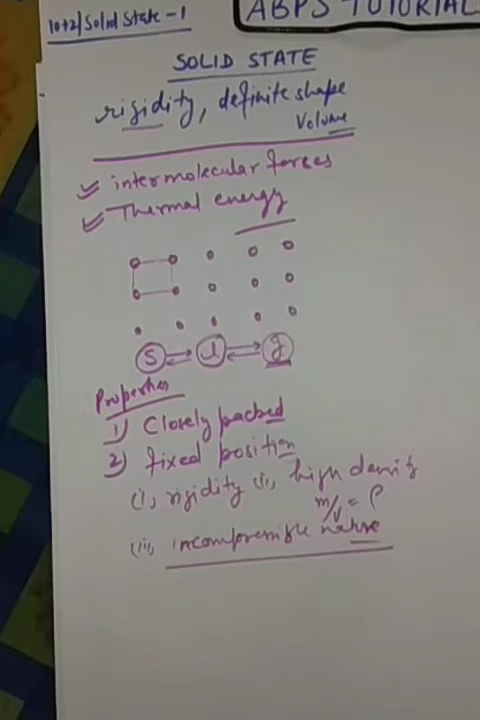 10+2/Solid State-1
ABPS TUTORIAL
SOLID STATE
rigidity, definite shape
Volume
intermolecular forces
Thermal energy
S ⇌ l ⇌ g
Properties
1) Closely packed
2) fixed position
(i), rigidity (ii), high density
m/v = ρ
(iii) incompressible nature